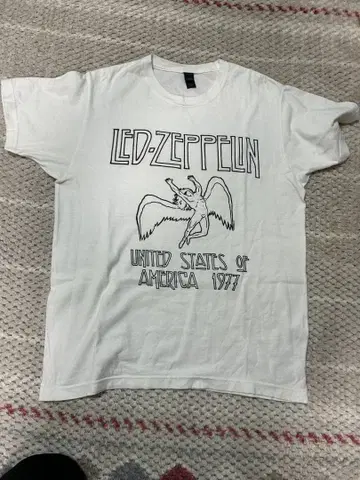 LED-ZEPPELIN
UNITED STATES OF
AMERICA 1977